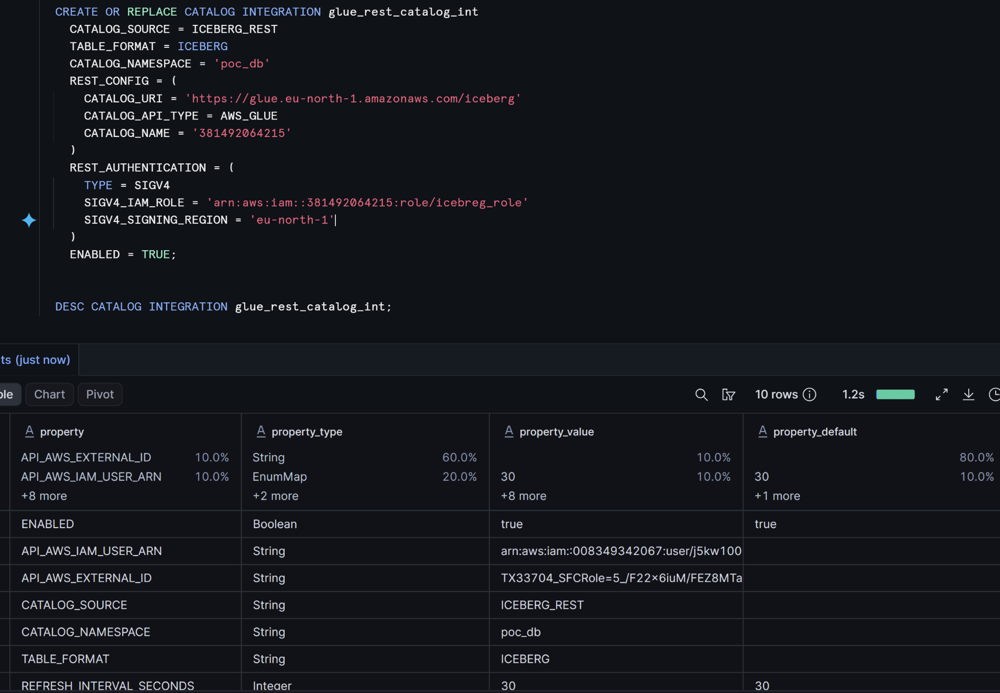 CREATE OR REPLACE CATALOG INTEGRATION glue_rest_catalog_int
CATALOG_SOURCE = ICEBERG_REST
TABLE_FORMAT = ICEBERG
CATALOG_NAMESPACE = 'poc_db'
REST_CONFIG = (
CATALOG_URI = 'https://glue.eu-north-1.amazonaws.com/iceberg'
CATALOG_API_TYPE = AWS_GLUE
CATALOG_NAME = '381492064215'
)
REST_AUTHENTICATION = (
TYPE = SIGV4
SIGV4_IAM_ROLE = 'arn:aws:iam::381492064215:role/icebreg_role'
SIGV4_SIGNING_REGION = 'eu-north-1'
)
ENABLED = TRUE;
DESC CATALOG INTEGRATION glue_rest_catalog_int;
ts (just now)
ole Chart Pivot 10 rows 1.2s
property property_type property_value property_default
API_AWS_EXTERNAL_ID 10.0% String 60.0% 10.0% 80.0%
API_AWS_IAM_USER_ARN 10.0% EnumMap 20.0% 30 10.0% 30 10.0%
+8 more +2 more +8 more +1 more
ENABLED Boolean true true
API_AWS_IAM_USER_ARN String arn:aws:iam::008349342067:user/j5kw100
API_AWS_EXTERNAL_ID String TX33704_SFCRole=5_/F22x6iuM/FEZ8MTa
CATALOG_SOURCE String ICEBERG_REST
CATALOG_NAMESPACE String poc_db
TABLE_FORMAT String ICEBERG
REFRESH_INTERVAL_SECONDS Integer 30 30